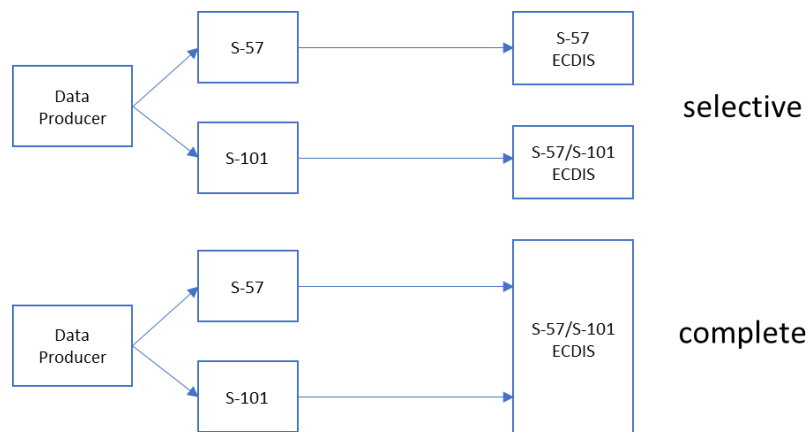 S-57
S-57
ECDIS
Data
Producer
selective
S-101
S-57/S-101
ECDIS
S-57
Data
Producer
S-57/S-101
ECDIS
complete
S-101